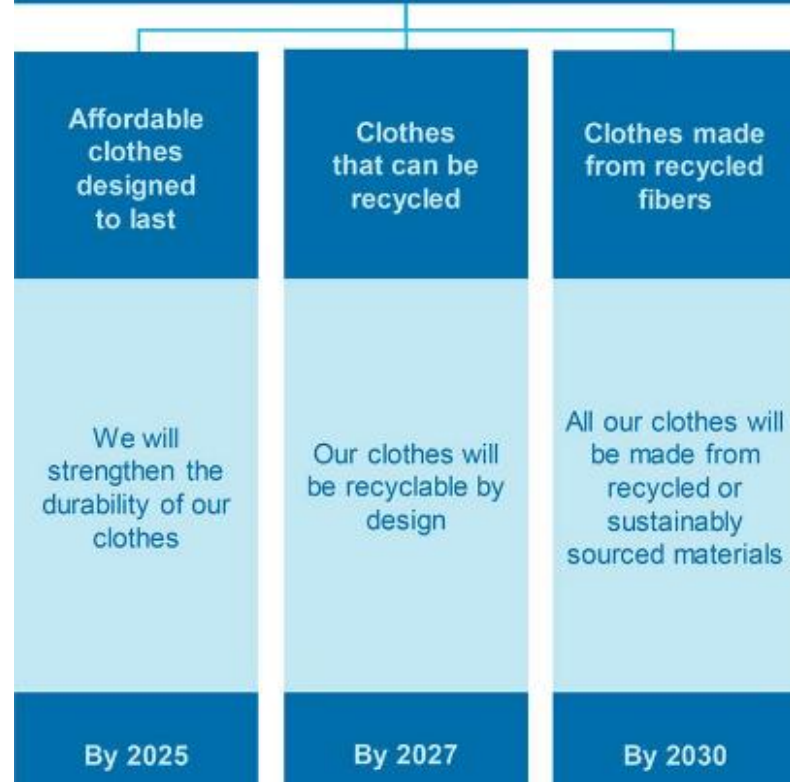 Affordable
clothes
designed
to last
We will
strengthen the
durability of our
clothes
By 2025
Clothes
that can be
recycled
Our clothes will
be recyclable by
design
By 2027
Clothes made
from recycled
fibers
All our clothes will
be made from
recycled or
sustainably
sourced materials
By 2030